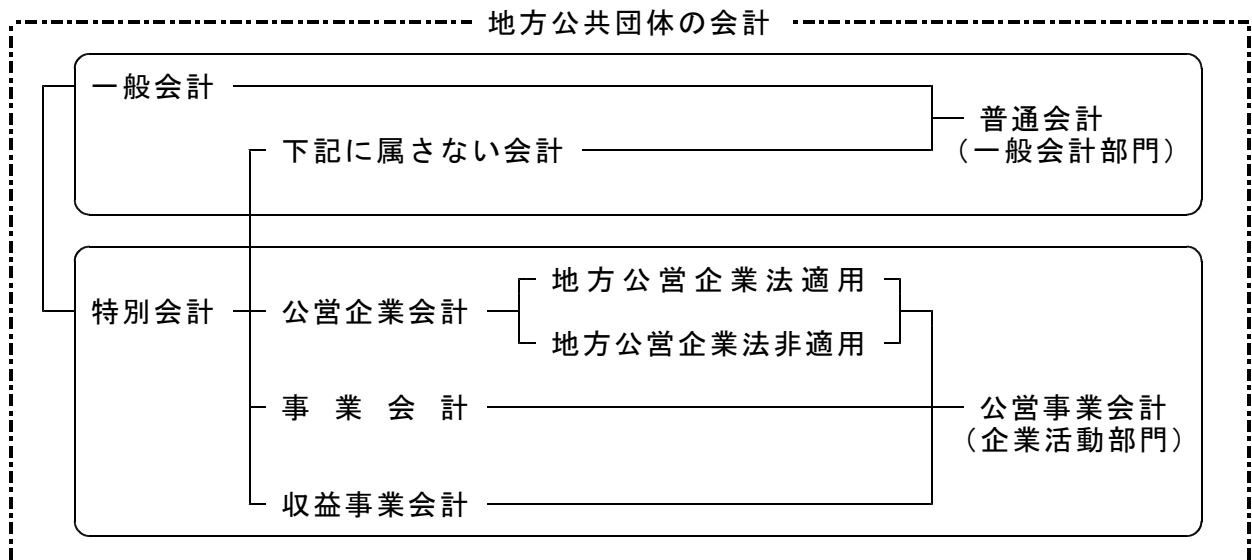 地方公共団体の会計
一般会計
普通会計
下記に属さない会計
(一般会計部門)
地方公営企業法適用
特別会計
公営企業会計
地方公営企業法非適用
事業会計
公営事業会計
(企業活動部門)
収益事業会計